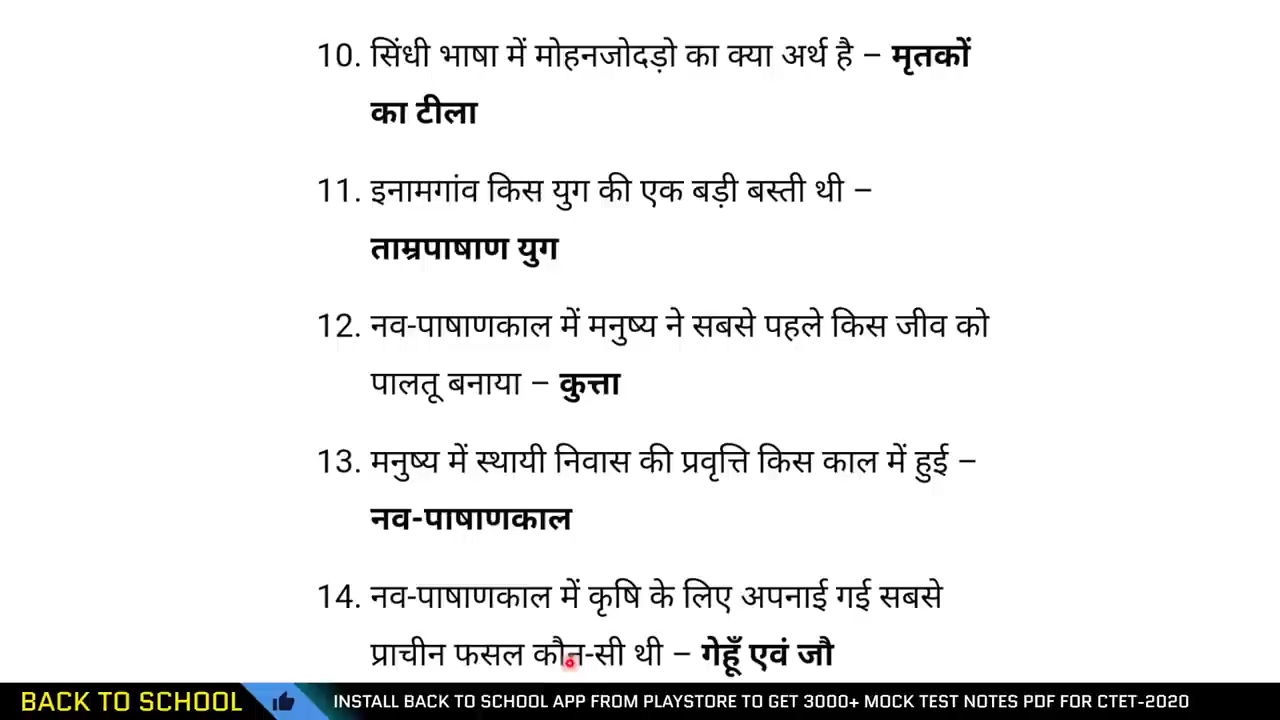 10. सिंधी भाषा में मोहनजोदड़ो का क्या अर्थ है – मृतकों
का टीला
11. इनामगांव किस युग की एक बड़ी बस्ती थी –
ताम्रपाषाण युग
12. नव-पाषाणकाल में मनुष्य ने सबसे पहले किस जीव को
पालतू बनाया – कुत्ता
13. मनुष्य में स्थायी निवास की प्रवृत्ति किस काल में हुई –
नव-पाषाणकाल
14. नव-पाषाणकाल में कृषि के लिए अपनाई गई सबसे
प्राचीन फसल कौन-सी थी – गेहूँ एवं जौ
BACK TO SCHOOL INSTALL BACK TO SCHOOL APP FROM PLAYSTORE TO GET 3000+ MOCK TEST NOTES PDF FOR CTET-2020